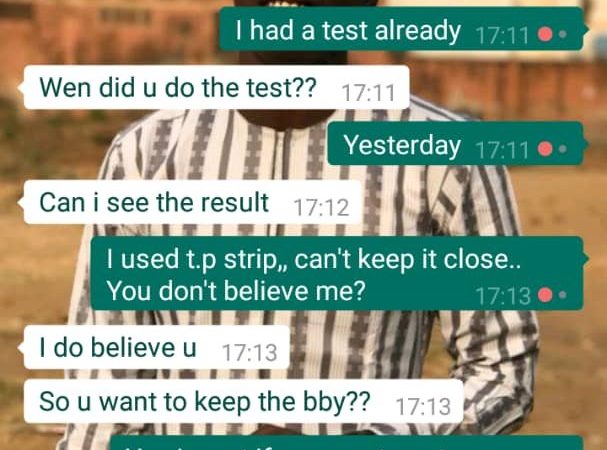 I had a test already 17:11
Wen did u do the test?? 17:11
Yesterday 17:11
Can i see the result 17:12
I used t.p strip,, can't keep it close..
You don't believe me? 17:13
I do believe u 17:13
So u want to keep the bby?? 17:13